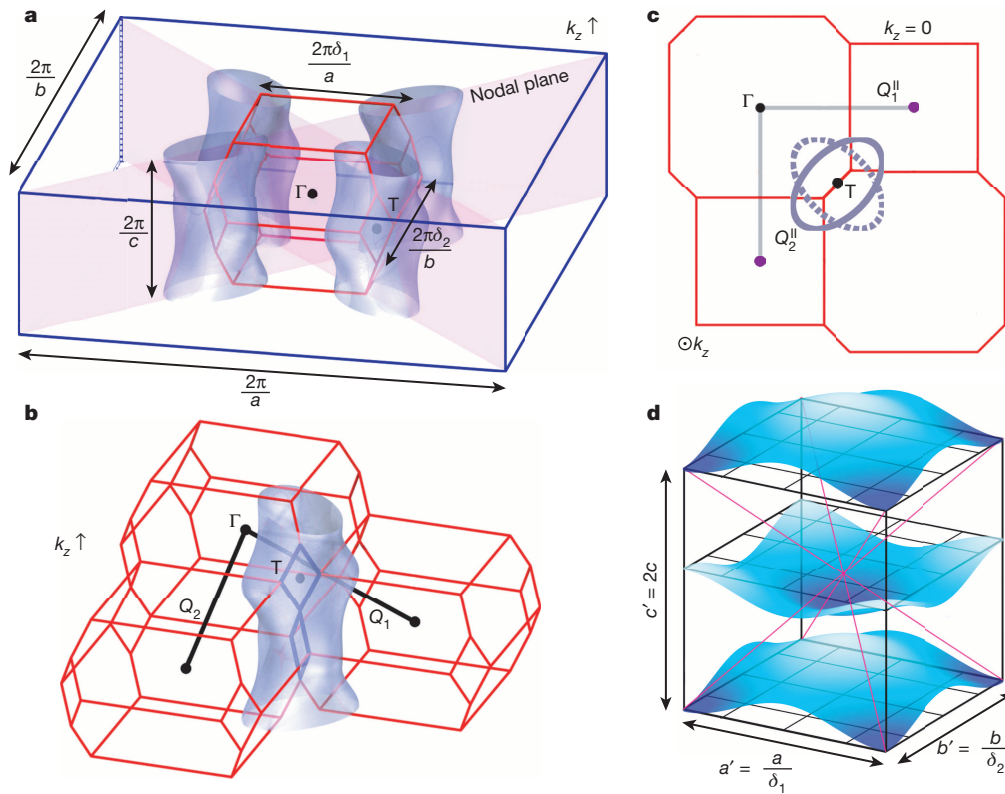 a
k_z ↑
2π/b
2πδ₁/a
Nodal plane
Γ
T
2π/c
2πδ₂/b
2π/a
b
k_z ↑
Γ
T
Q₂
Q₁
c
k_z = 0
Γ
Q₁^||
T
Q₂^||
⊙k_z
d
c′ = 2c
a′ = a/δ₁
b′ = b/δ₂